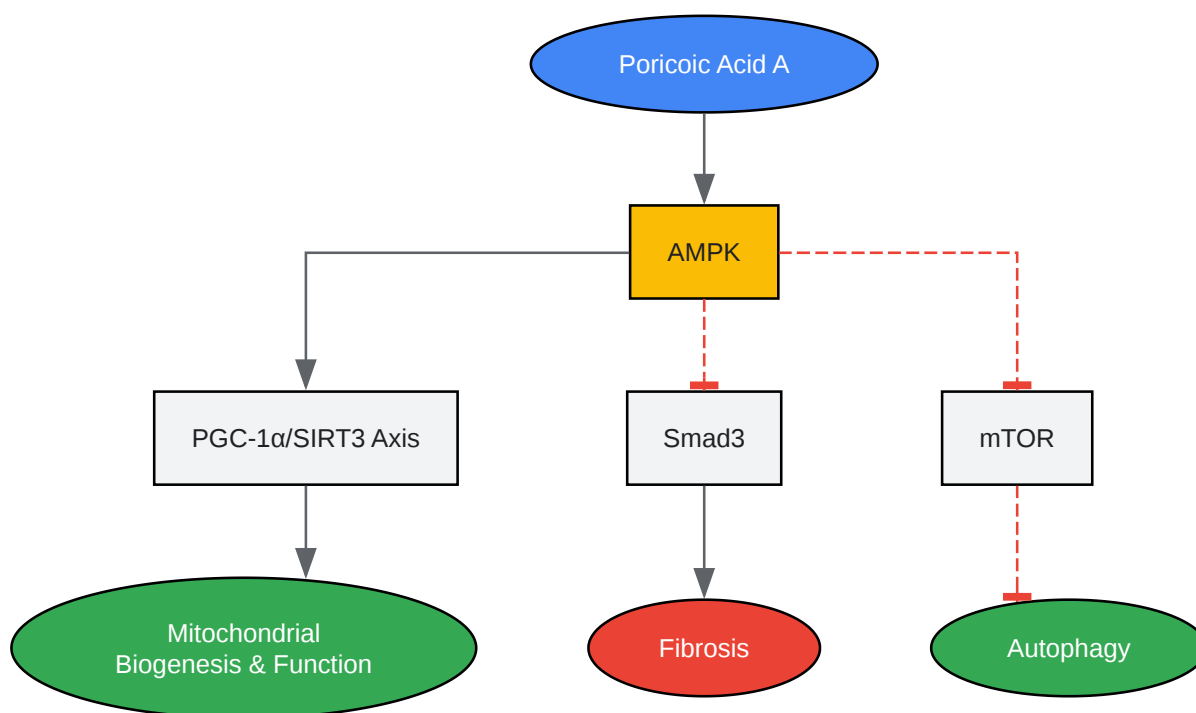 Poricoic Acid A
AMPK
PGC-1α/SIRT3 Axis
Smad3
mTOR
Mitochondrial
Biogenesis & Function
Fibrosis
Autophagy